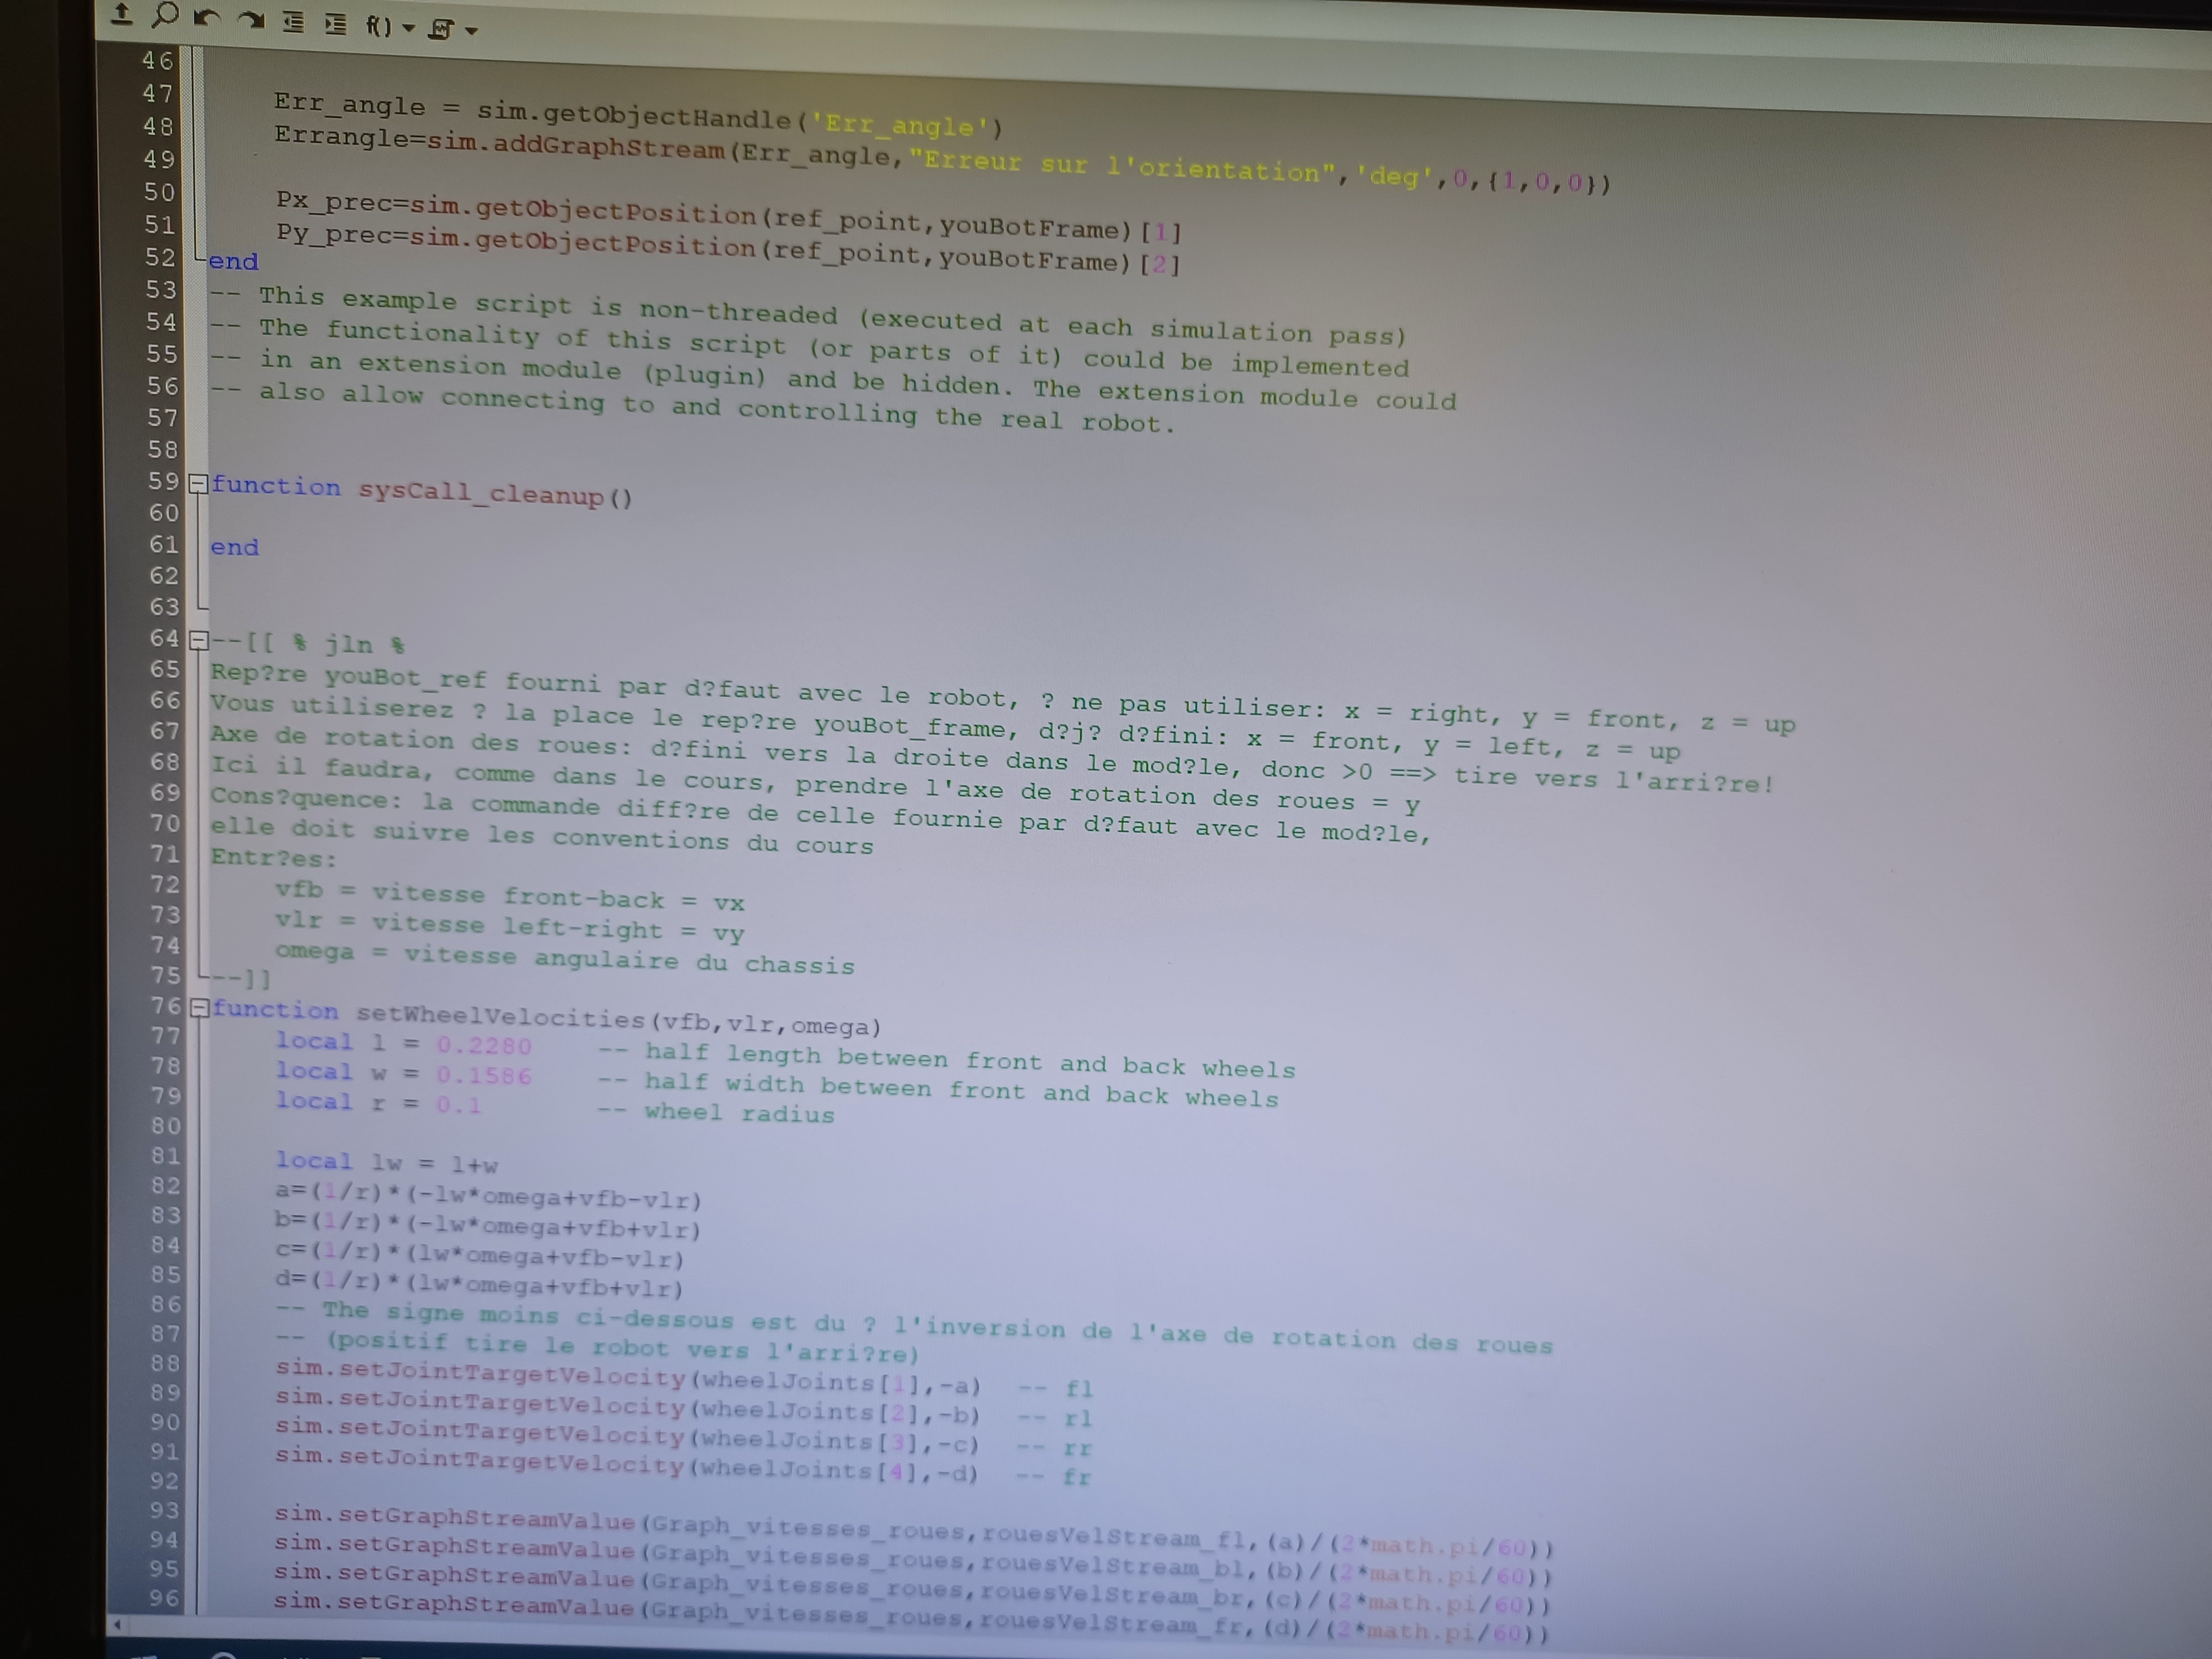 f()
46
47
48 Err_angle = sim.getObjectHandle('Err_angle')
49 Errangle=sim.addGraphStream(Err_angle,"Erreur sur l'orientation",'deg',0,{1,0,0})
50
51 Px_prec=sim.getObjectPosition(ref_point,youBotFrame)[1]
52 Py_prec=sim.getObjectPosition(ref_point,youBotFrame)[2]
end
53 -- This example script is non-threaded (executed at each simulation pass)
54 -- The functionality of this script (or parts of it) could be implemented
55 -- in an extension module (plugin) and be hidden. The extension module could
56 -- also allow connecting to and controlling the real robot.
57
58
59 function sysCall_cleanup()
60
61 end
62
63
64 --[[ % jln %
65 Rep?re youBot_ref fourni par d?faut avec le robot, ? ne pas utiliser: x = right, y = front, z = up
66 Vous utiliserez ? la place le rep?re youBot_frame, d?j? d?fini: x = front, y = left, z = up
67 Axe de rotation des roues: d?fini vers la droite dans le mod?le, donc >0 ==> tire vers l'arri?re!
68 Ici il faudra, comme dans le cours, prendre l'axe de rotation des roues = y
69 Cons?quence: la commande diff?re de celle fournie par d?faut avec le mod?le,
70 elle doit suivre les conventions du cours
71 Entr?es:
72 vfb = vitesse front-back = vx
73 vlr = vitesse left-right = vy
74 omega = vitesse angulaire du chassis
75 --]]
76 function setWheelVelocities(vfb,vlr,omega)
77 local l = 0.2280 -- half length between front and back wheels
78 local w = 0.1586 -- half width between front and back wheels
79 local r = 0.1 -- wheel radius
80
81 local lw = l+w
82 a=(1/r)*(-lw*omega+vfb-vlr)
83 b=(1/r)*(-lw*omega+vfb+vlr)
84 c=(1/r)*(lw*omega+vfb-vlr)
85 d=(1/r)*(lw*omega+vfb+vlr)
86 -- The signe moins ci-dessous est du ? l'inversion de l'axe de rotation des roues
87 -- (positif tire le robot vers l'arri?re)
88 sim.setJointTargetVelocity(wheelJoints[1],-a) -- fl
89 sim.setJointTargetVelocity(wheelJoints[2],-b) -- rl
90 sim.setJointTargetVelocity(wheelJoints[3],-c) -- rr
91 sim.setJointTargetVelocity(wheelJoints[4],-d) -- fr
92
93 sim.setGraphStreamValue(Graph_vitesses_roues,rouesVelStream_fl,(a)/(2*math.pi/60))
94 sim.setGraphStreamValue(Graph_vitesses_roues,rouesVelStream_bl,(b)/(2*math.pi/60))
95 sim.setGraphStreamValue(Graph_vitesses_roues,rouesVelStream_br,(c)/(2*math.pi/60))
96 sim.setGraphStreamValue(Graph_vitesses_roues,rouesVelStream_fr,(d)/(2*math.pi/60))